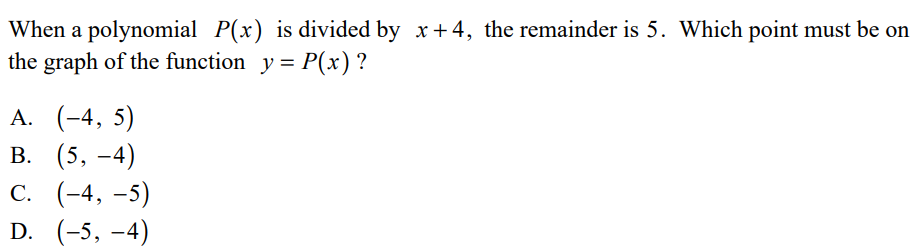 When a polynomial P(x) is divided by x + 4, the remainder is 5. Which point must be on
the graph of the function y = P(x) ?
A. (−4, 5)
B. (5, −4)
C. (−4, −5)
D. (−5, −4)